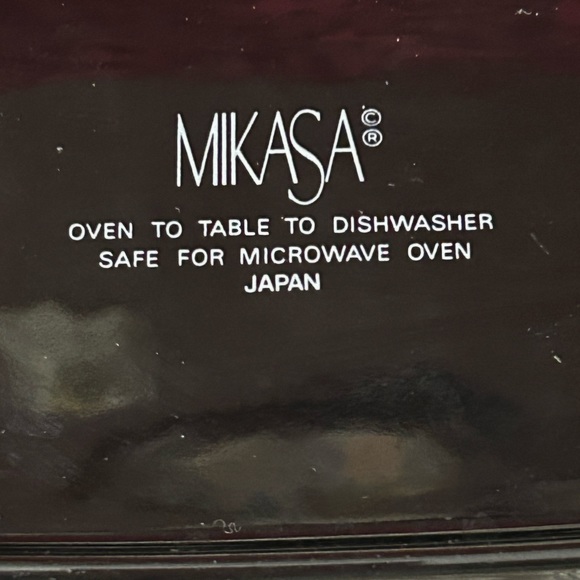 MIKASA©®
OVEN TO TABLE TO DISHWASHER
SAFE FOR MICROWAVE OVEN
JAPAN